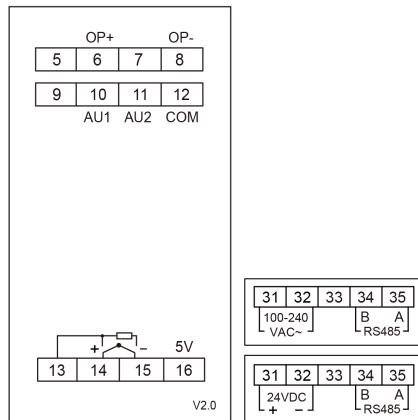 OP+ OP-
5 6 7 8
9 10 11 12
AU1 AU2 COM
+ − 5V
13 14 15 16
V2.0
31 32 33 34 35
100-240 B A
VAC~ RS485
31 32 33 34 35
24VDC B A
+ − RS485